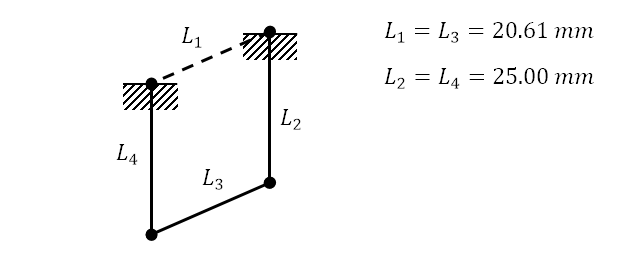 L₁
L₁ = L₃ = 20.61 mm
L₂ = L₄ = 25.00 mm
L₂
L₄
L₃